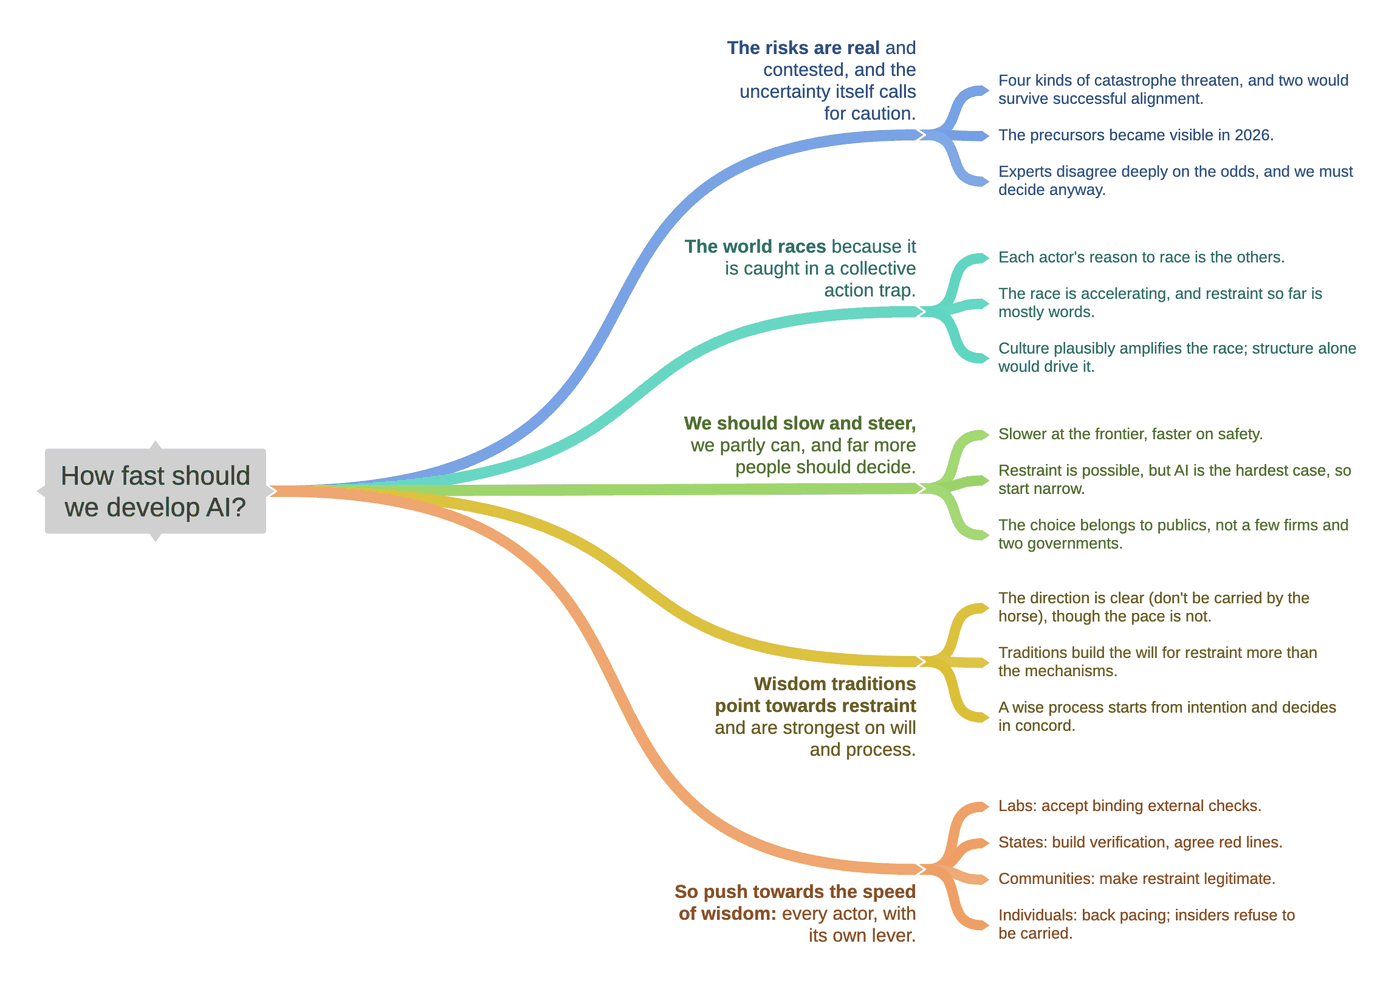 How fast should
we develop AI?
The risks are real and
contested, and the
uncertainty itself calls
for caution.
Four kinds of catastrophe threaten, and two would
survive successful alignment.
The precursors became visible in 2026.
Experts disagree deeply on the odds, and we must
decide anyway.
The world races because it
is caught in a collective
action trap.
Each actor's reason to race is the others.
The race is accelerating, and restraint so far is
mostly words.
Culture plausibly amplifies the race; structure alone
would drive it.
We should slow and steer,
we partly can, and far more
people should decide.
Slower at the frontier, faster on safety.
Restraint is possible, but AI is the hardest case, so
start narrow.
The choice belongs to publics, not a few firms and
two governments.
Wisdom traditions
point towards restraint
and are strongest on will
and process.
The direction is clear (don't be carried by the
horse), though the pace is not.
Traditions build the will for restraint more than
the mechanisms.
A wise process starts from intention and decides
in concord.
So push towards the speed
of wisdom: every actor, with
its own lever.
Labs: accept binding external checks.
States: build verification, agree red lines.
Communities: make restraint legitimate.
Individuals: back pacing; insiders refuse to
be carried.